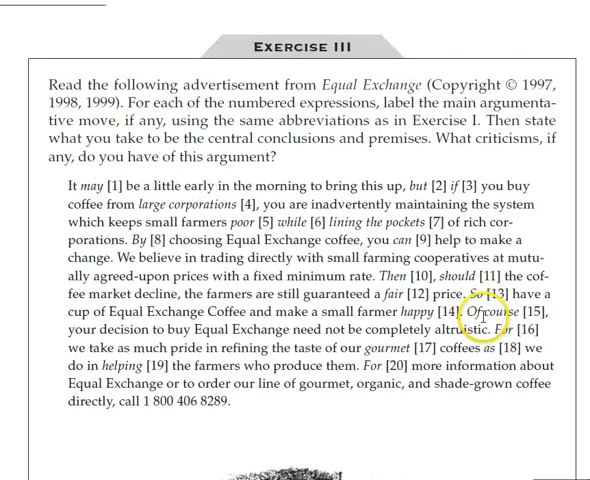 EXERCISE III
Read the following advertisement from Equal Exchange (Copyright © 1997,
1998, 1999). For each of the numbered expressions, label the main argumenta-
tive move, if any, using the same abbreviations as in Exercise I. Then state
what you take to be the central conclusions and premises. What criticisms, if
any, do you have of this argument?
It may [1] be a little early in the morning to bring this up, but [2] if [3] you buy
coffee from large corporations [4], you are inadvertently maintaining the system
which keeps small farmers poor [5] while [6] lining the pockets [7] of rich cor-
porations. By [8] choosing Equal Exchange coffee, you can [9] help to make a
change. We believe in trading directly with small farming cooperatives at mutu-
ally agreed-upon prices with a fixed minimum rate. Then [10], should [11] the cof-
fee market decline, the farmers are still guaranteed a fair [12] price. So [13] have a
cup of Equal Exchange Coffee and make a small farmer happy [14]. Of course [15],
your decision to buy Equal Exchange need not be completely altruistic. For [16]
we take as much pride in refining the taste of our gourmet [17] coffees as [18] we
do in helping [19] the farmers who produce them. For [20] more information about
Equal Exchange or to order our line of gourmet, organic, and shade-grown coffee
directly, call 1 800 406 8289.